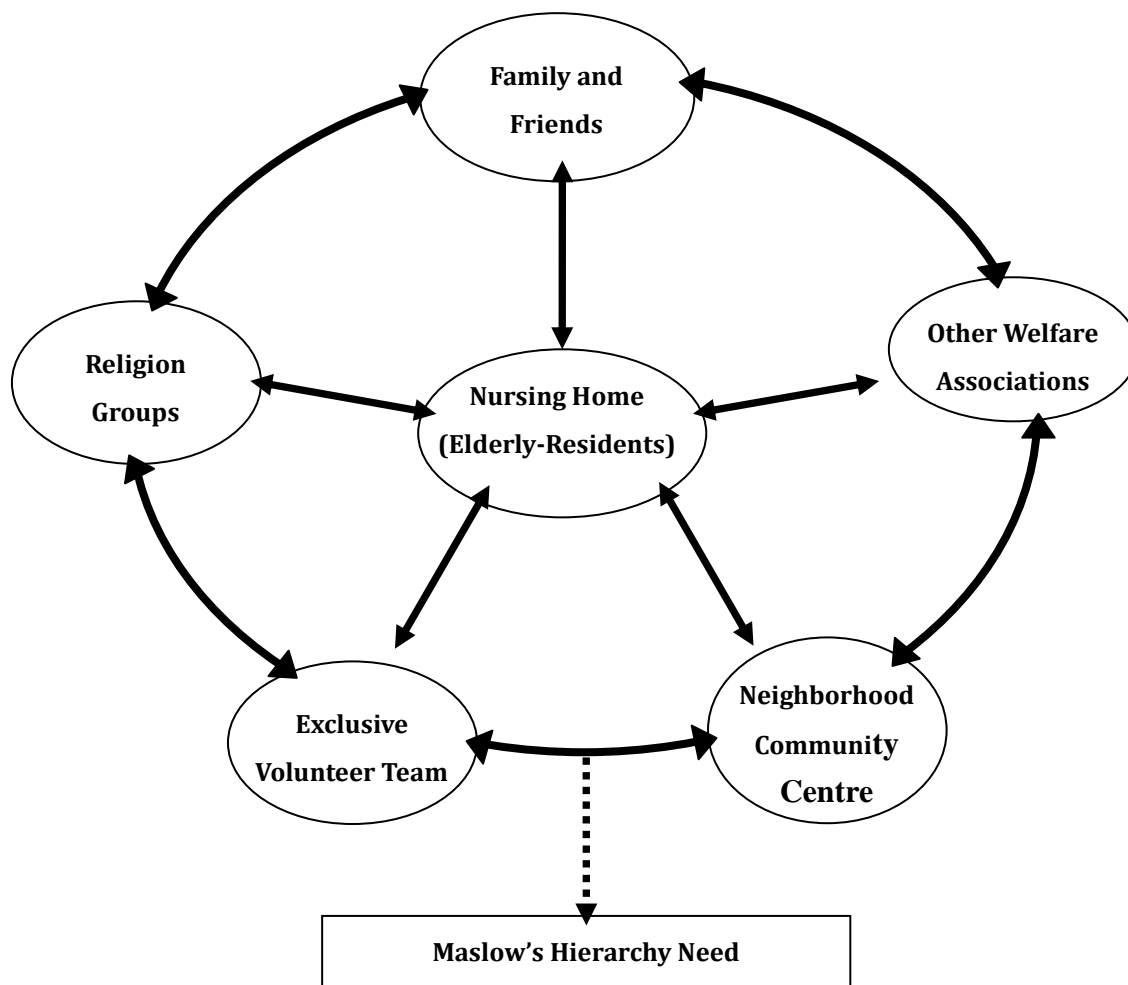 Family and
Friends
Other Welfare
Associations
Religion
Groups
Nursing Home
(Elderly-Residents)
Exclusive
Volunteer Team
Neighborhood
Community
Centre
Maslow's Hierarchy Need